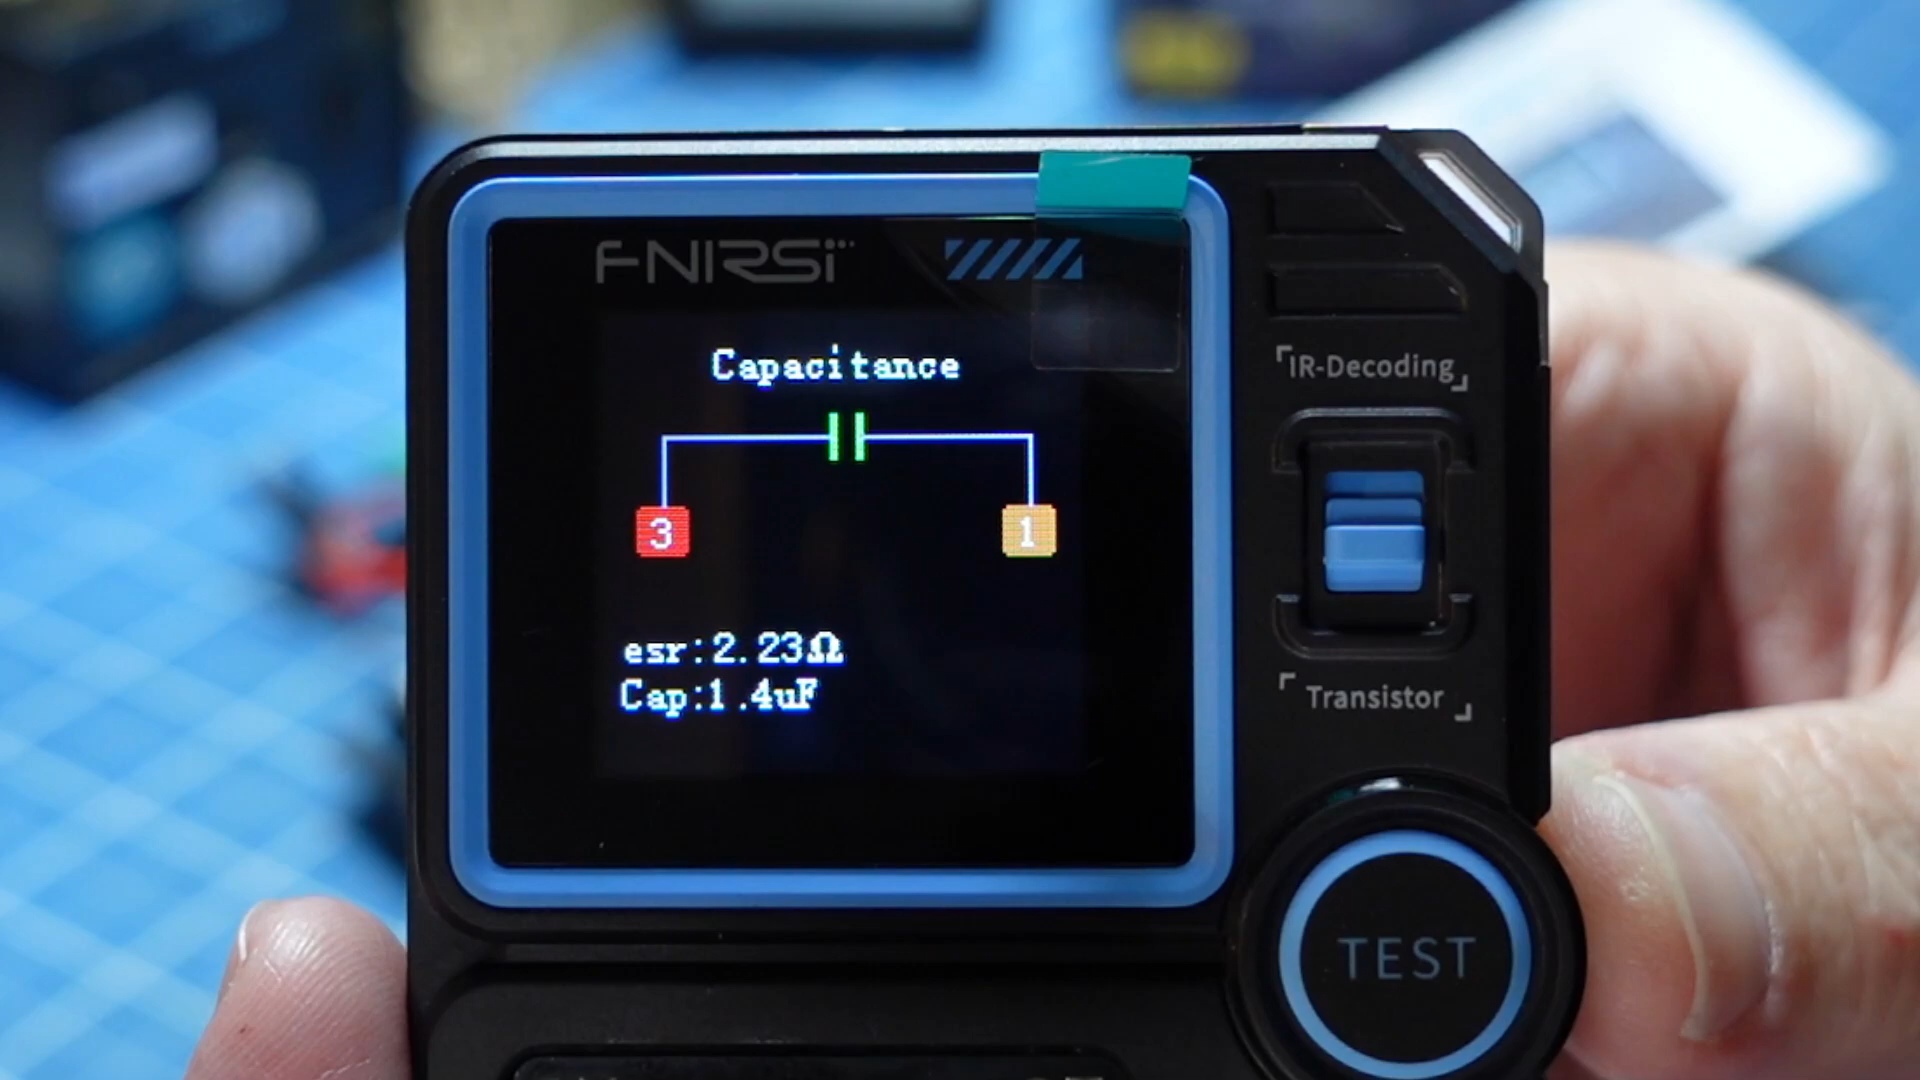 FNIRSI
Capacitance
3
1
esr:2.23Ω
Cap:1.4uF
IR-Decoding
Transistor
TEST